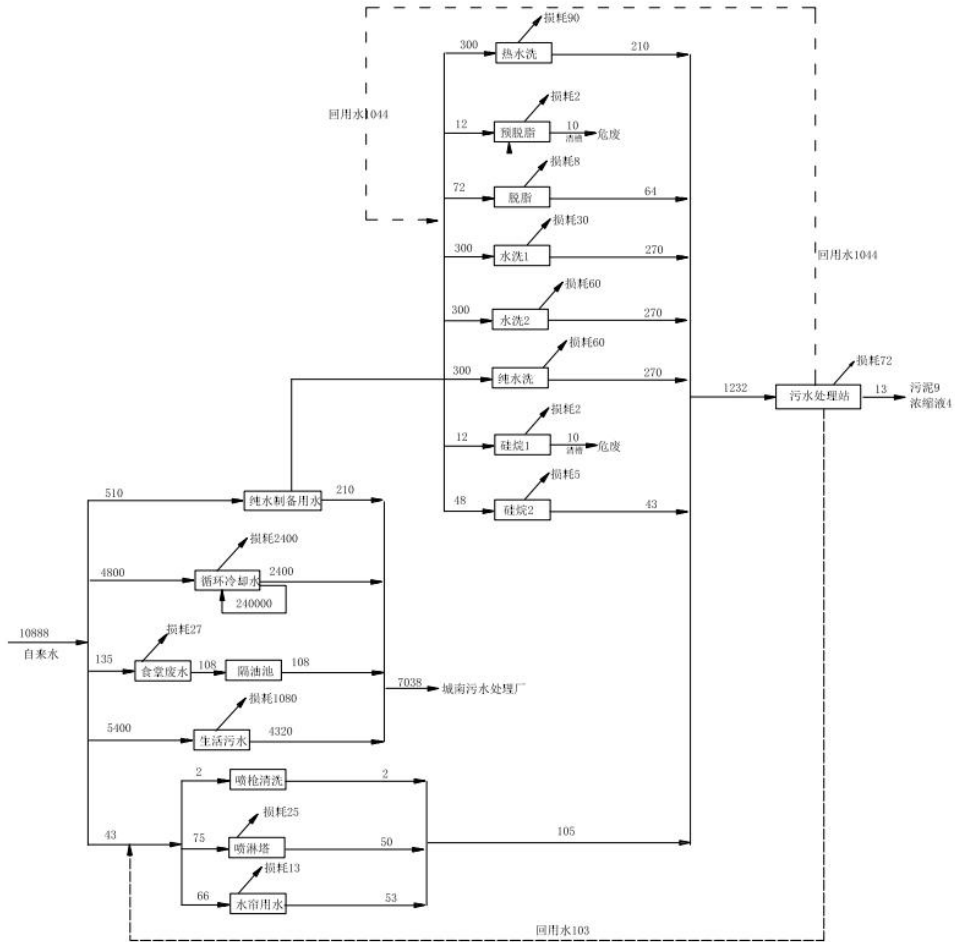 损耗90
300
热水洗
210
回用水1044
损耗2
12
预脱脂
10
清槽
危废
损耗8
72
脱脂
64
损耗30
300
水洗1
270
回用水1044
损耗60
300
水洗2
270
损耗60
300
纯水洗
270
损耗72
1232
污水处理站
13
污泥9
浓缩液4
损耗2
12
硅烷1
10
清槽
危废
损耗5
48
硅烷2
43
510
纯水制备用水
210
损耗2400
4800
循环冷却水
2400
240000
10888
自来水
损耗27
135
食堂废水
108
隔油池
108
7038
城南污水处理厂
损耗1080
5400
生活污水
4320
2
喷枪清洗
2
损耗25
43
75
喷淋塔
50
105
损耗13
66
水帘用水
53
回用水103